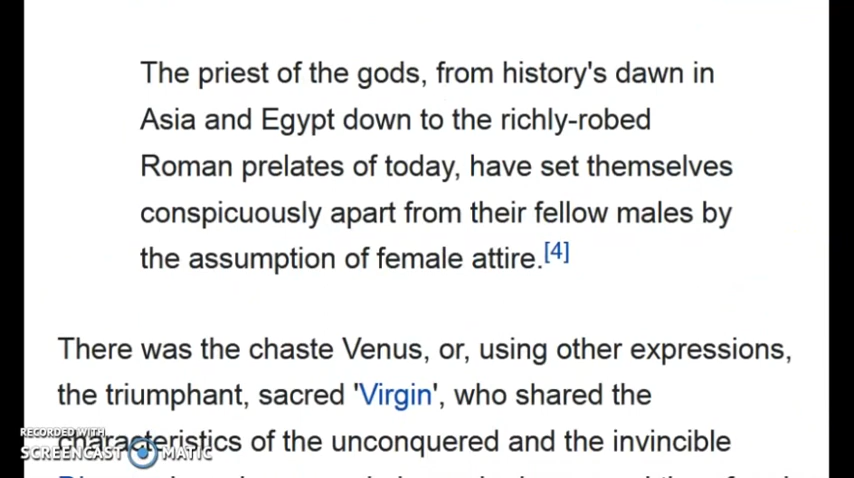 The priest of the gods, from history's dawn in
Asia and Egypt down to the richly-robed
Roman prelates of today, have set themselves
conspicuously apart from their fellow males by
the assumption of female attire.[4]
There was the chaste Venus, or, using other expressions,
the triumphant, sacred 'Virgin', who shared the
RECORDED WITH
characteristics of the unconquered and the invincible
SCREENCAST MATIC